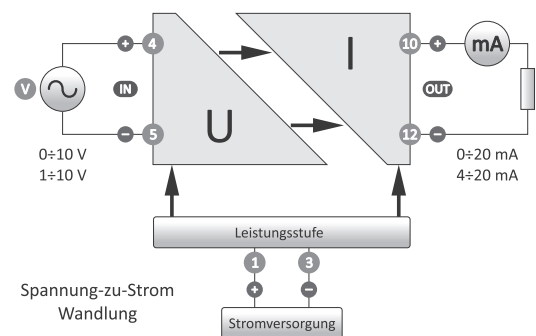 + 4
10 + mA
V
IN
OUT
U
I
− 5
12 −
0÷10 V
1÷10 V
0÷20 mA
4÷20 mA
Leistungsstufe
1 3
+ −
Spannung-zu-Strom
Wandlung
Stromversorgung